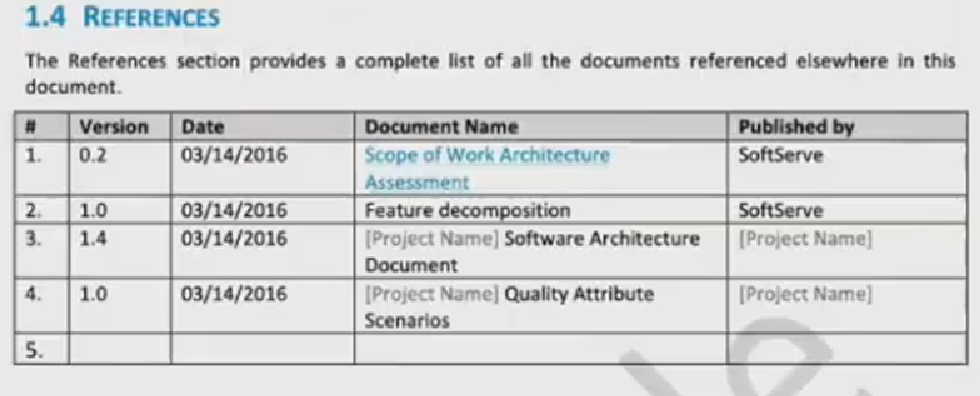 1.4 REFERENCES
The References section provides a complete list of all the documents referenced elsewhere in this
document.
# Version Date Document Name Published by
1. 0.2 03/14/2016 Scope of Work Architecture SoftServe
Assessment
2. 1.0 03/14/2016 Feature decomposition SoftServe
3. 1.4 03/14/2016 [Project Name] Software Architecture [Project Name]
Document
4. 1.0 03/14/2016 [Project Name] Quality Attribute [Project Name]
Scenarios
5.